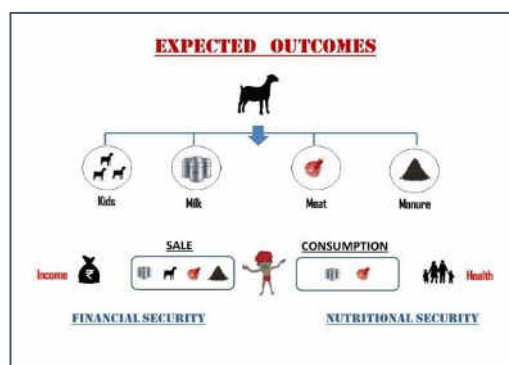 EXPECTED OUTCOMES
Kids Milk Meat Manure
SALE CONSUMPTION
Income ₹ Health
FINANCIAL SECURITY NUTRITIONAL SECURITY